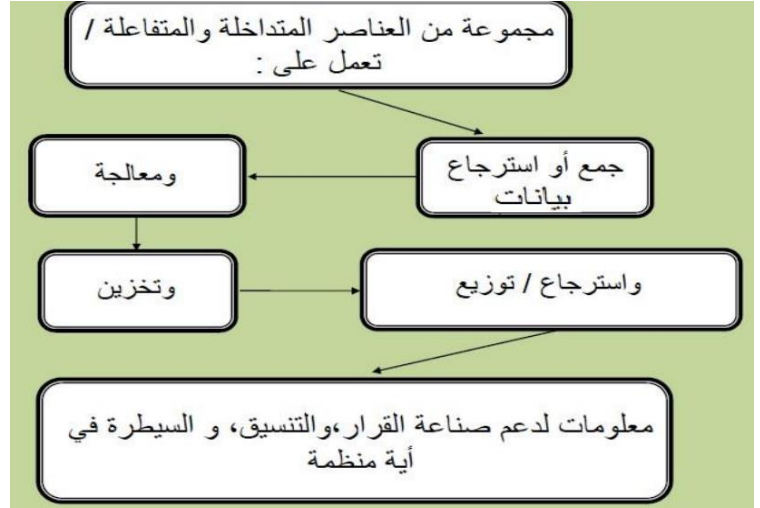 مجموعة من العناصر المتداخلة والمتفاعلة /
تعمل على :
جمع أو استرجاع
بيانات
ومعالجة
وتخزين
واسترجاع / توزيع
معلومات لدعم صناعة القرار ،والتنسيق، و السيطرة في
أية منظمة